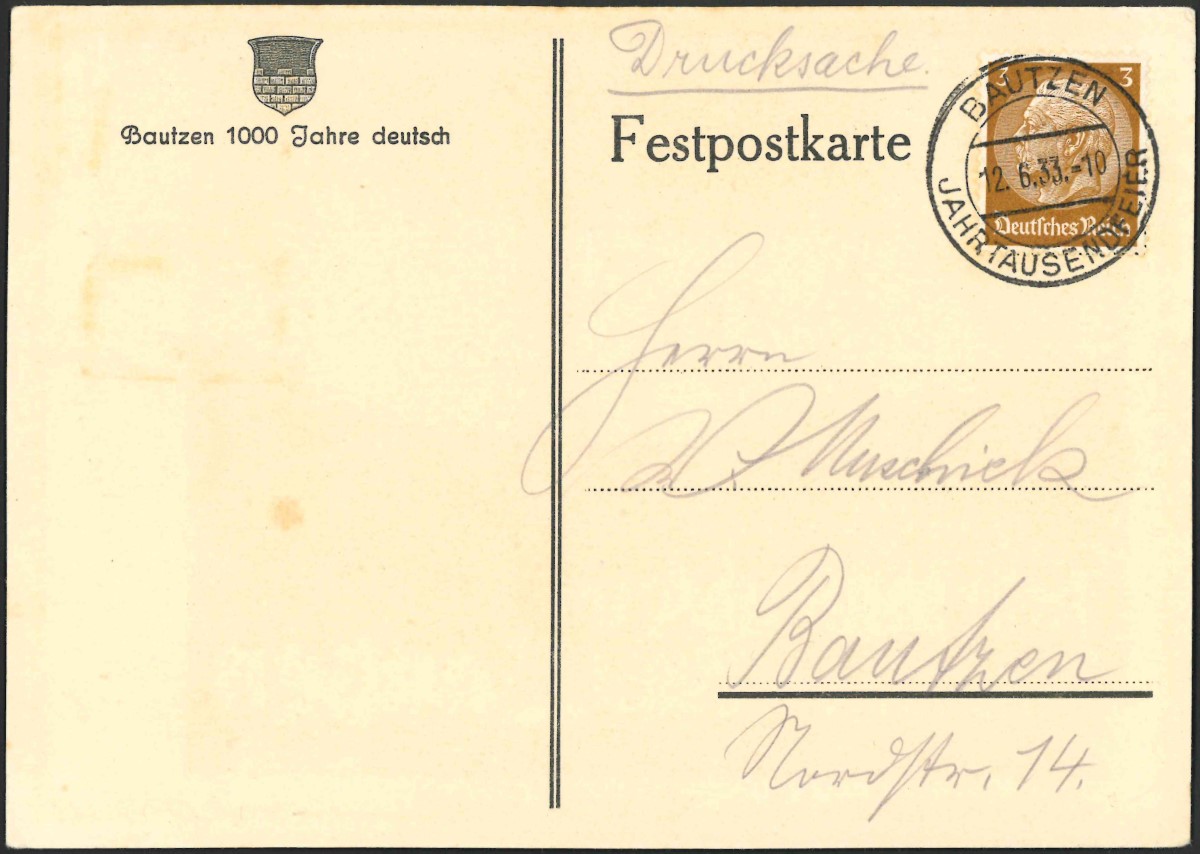 Bautzen 1000 Jahre deutsch
Drucksache.
Festpostkarte
3 3
Deutsches Reich
BAUTZEN
12. 6.33.-10
JAHRTAUSENDFEIER
Herrn
Muschick
Bautzen
Nordstr. 14.